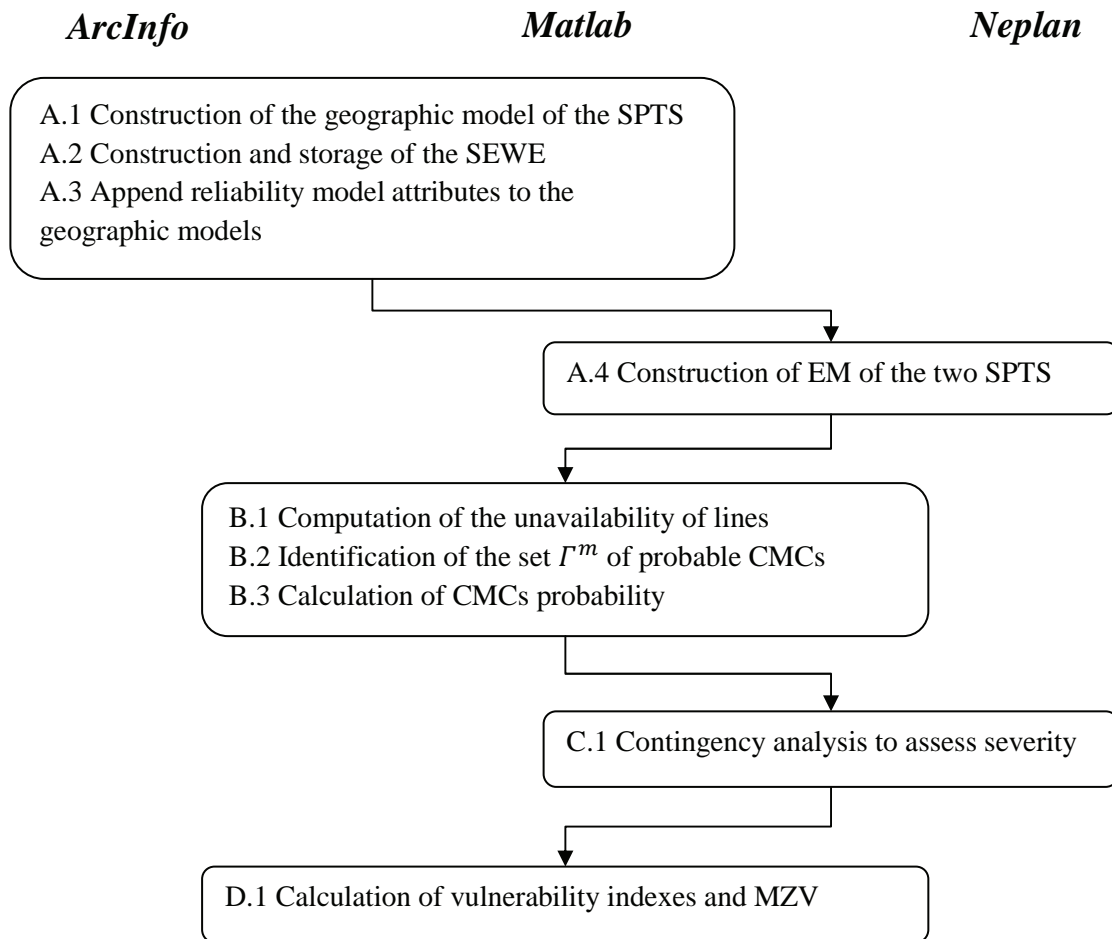 ArcInfo Matlab Neplan
A.1 Construction of the geographic model of the SPTS
A.2 Construction and storage of the SEWE
A.3 Append reliability model attributes to the
geographic models
A.4 Construction of EM of the two SPTS
B.1 Computation of the unavailability of lines
B.2 Identification of the set Γᵐ of probable CMCs
B.3 Calculation of CMCs probability
C.1 Contingency analysis to assess severity
D.1 Calculation of vulnerability indexes and MZV